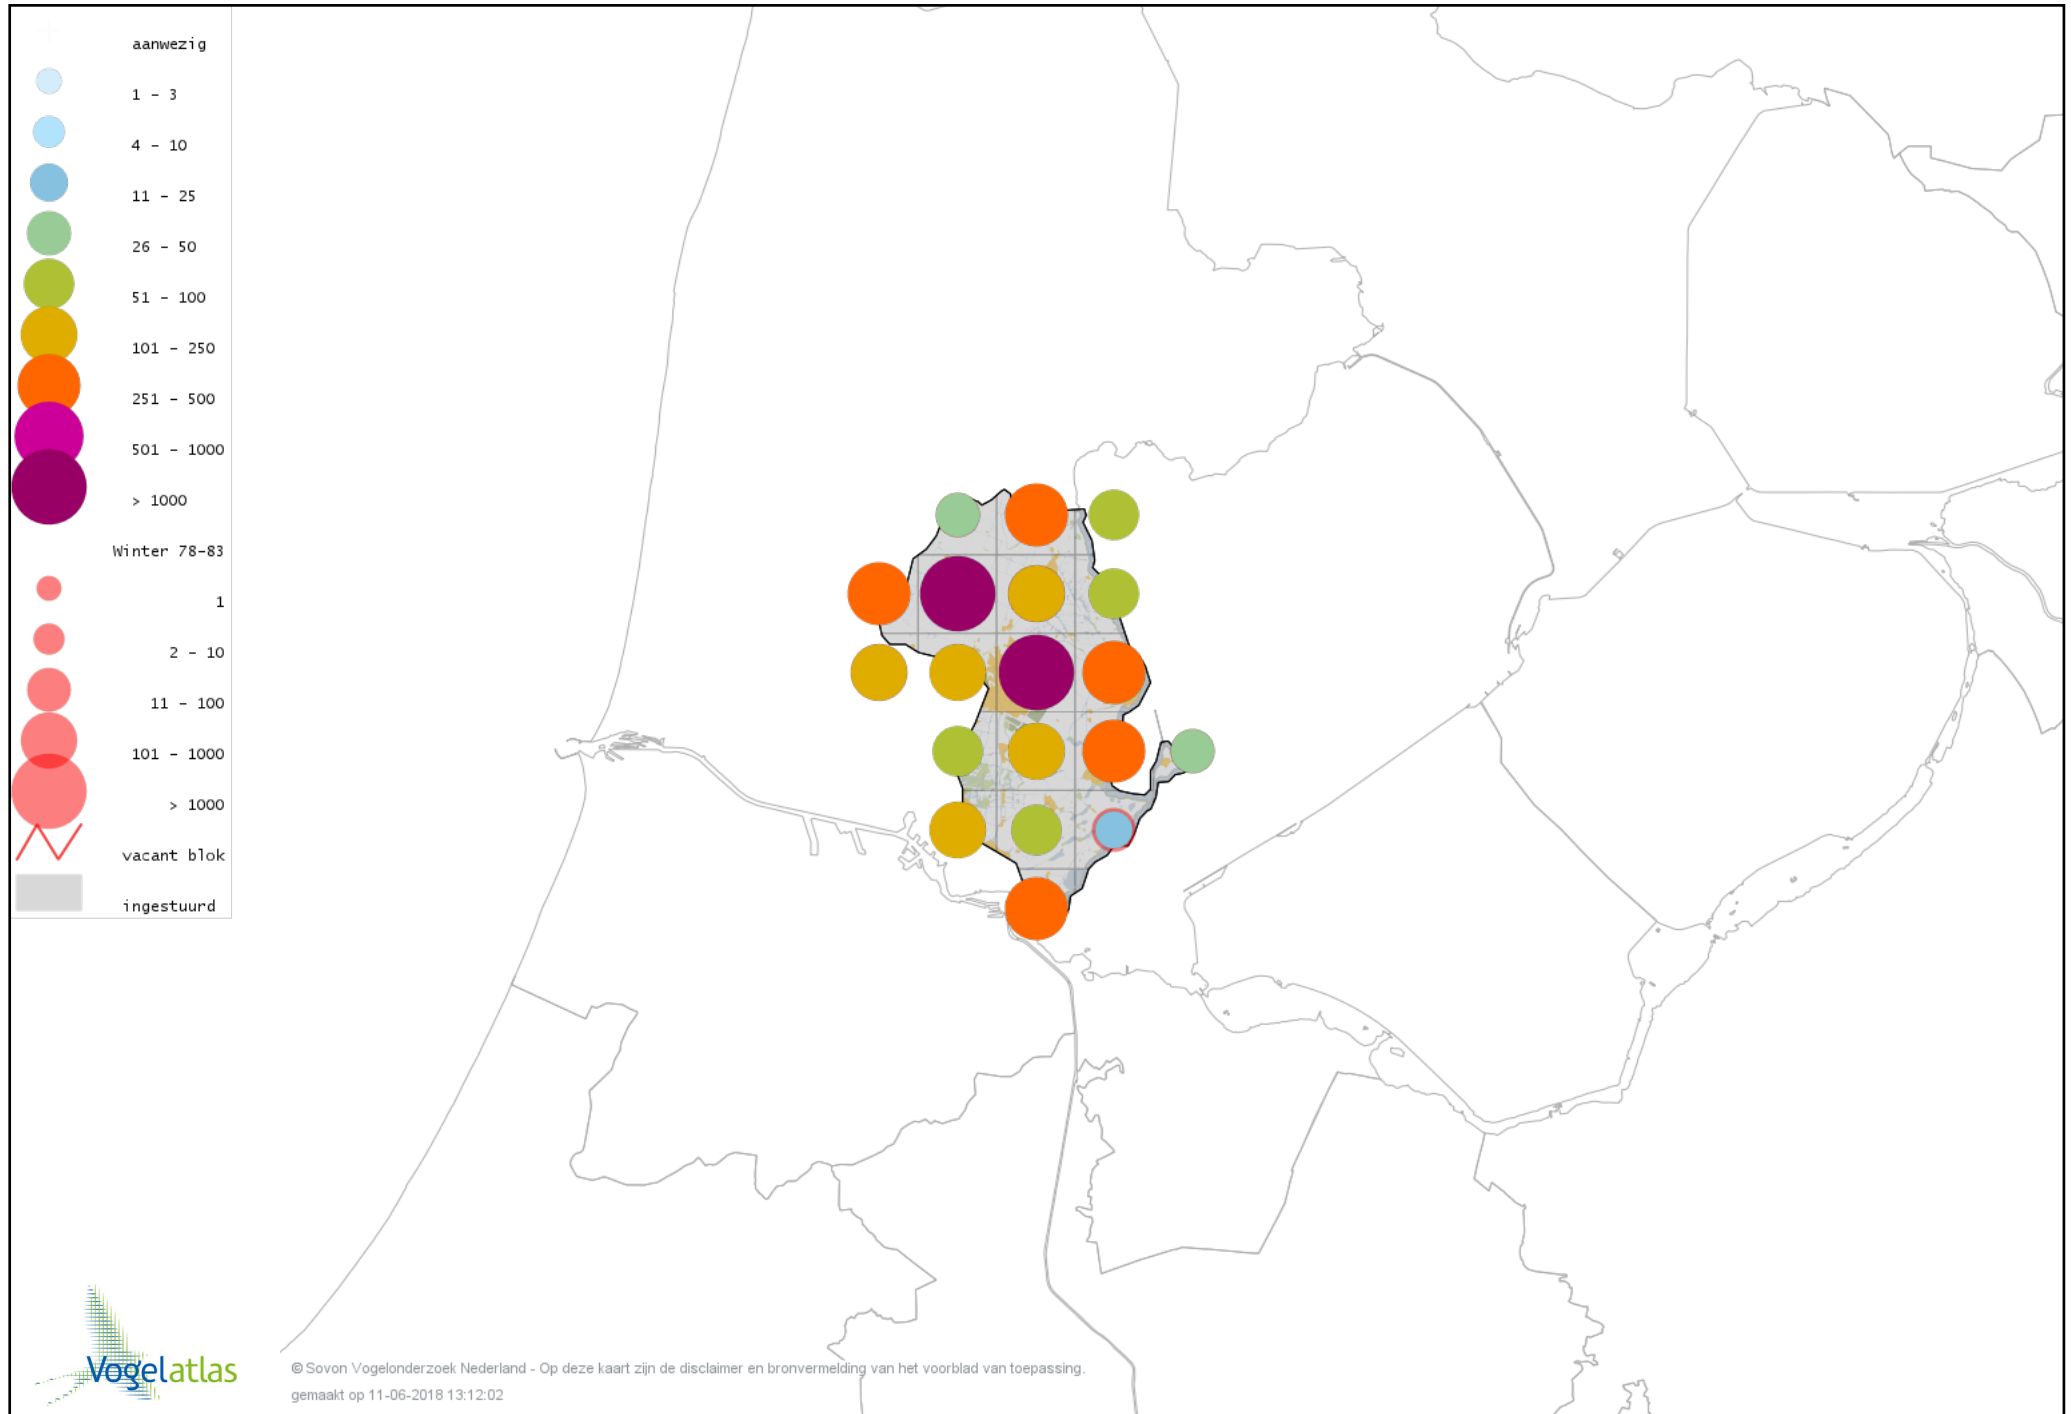 aanwezig
1 - 3
4 - 10
11 - 25
26 - 50
51 - 100
101 - 250
251 - 500
501 - 1000
> 1000
Winter 78-83
1
2 - 10
11 - 100
101 - 1000
> 1000
vacant blok
ingestuurd
Vogelatlas
© Sovon Vogelonderzoek Nederland - Op deze kaart zijn de disclaimer en bronvermelding van het voorblad van toepassing.
gemaakt op 11-06-2018 13:12:02